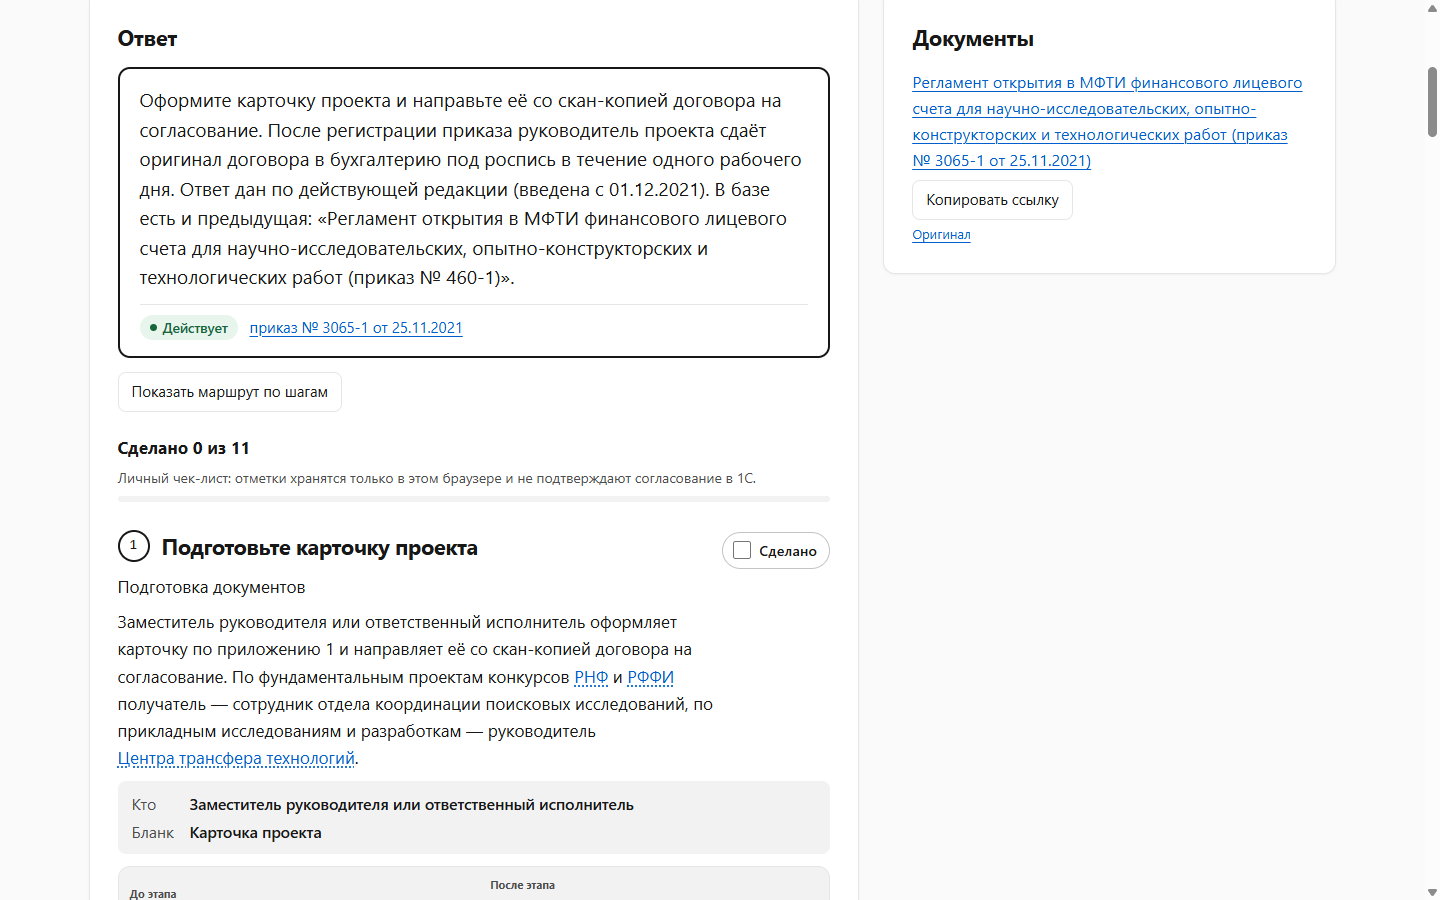 Ответ
Оформите карточку проекта и направьте её со скан-копией договора на
согласование. После регистрации приказа руководитель проекта сдаёт
оригинал договора в бухгалтерию под роспись в течение одного рабочего
дня. Ответ дан по действующей редакции (введена с 01.12.2021). В базе
есть и предыдущая: «Регламент открытия в МФТИ финансового лицевого
счета для научно-исследовательских, опытно-конструкторских и
технологических работ (приказ № 460-1)».
Действует приказ № 3065-1 от 25.11.2021
Показать маршрут по шагам
Сделано 0 из 11
Личный чек-лист: отметки хранятся только в этом браузере и не подтверждают согласование в 1С.
1 Подготовьте карточку проекта
Сделано
Подготовка документов
Заместитель руководителя или ответственный исполнитель оформляет
карточку по приложению 1 и направляет её со скан-копией договора на
согласование. По фундаментальным проектам конкурсов РНФ и РФФИ
получатель — сотрудник отдела координации поисковых исследований, по
прикладным исследованиям и разработкам — руководитель
Центра трансфера технологий.
Кто Заместитель руководителя или ответственный исполнитель
Бланк Карточка проекта
До этапа
После этапа
Документы
Регламент открытия в МФТИ финансового лицевого
счета для научно-исследовательских, опытно-
конструкторских и технологических работ (приказ
№ 3065-1 от 25.11.2021)
Копировать ссылку
Оригинал